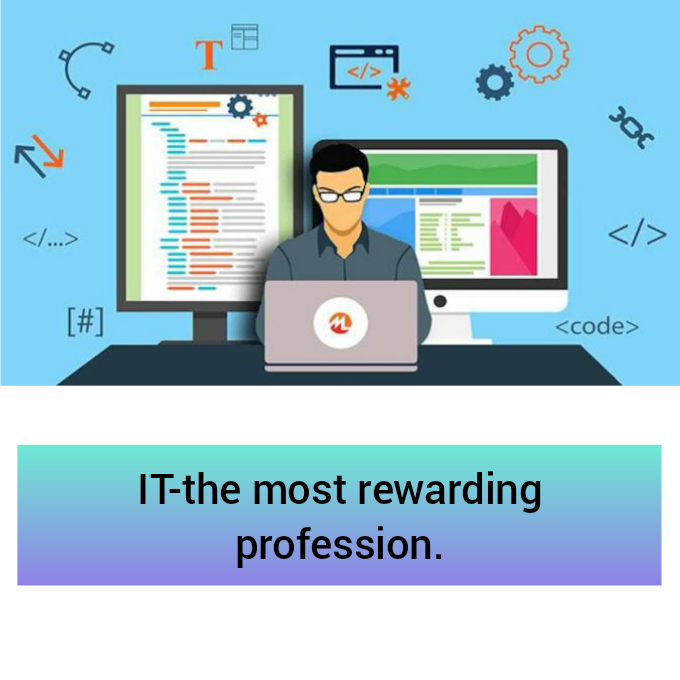 T
</>
</...>
</>
[#]
<code>
IT-the most rewarding
profession.